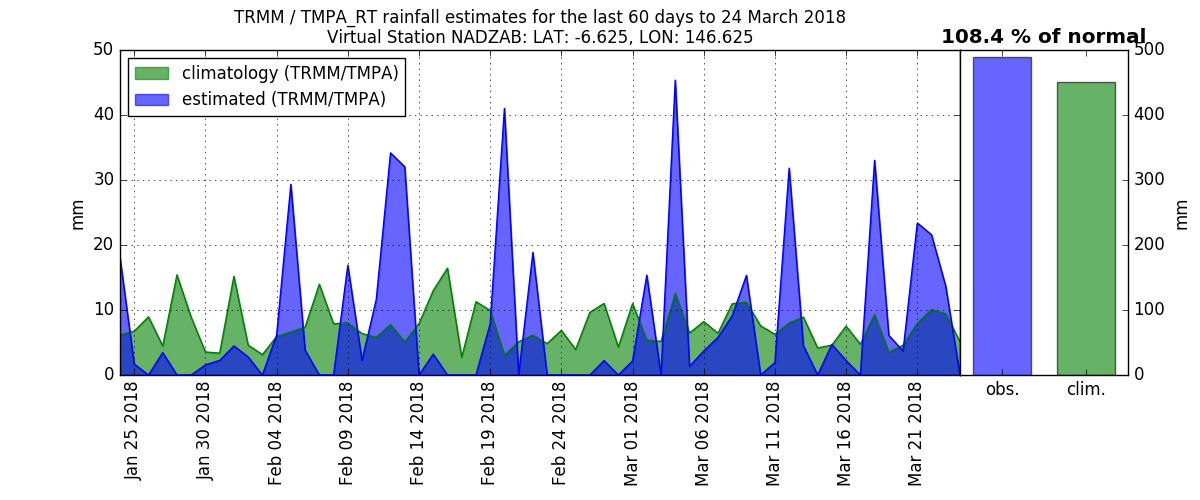 TRMM / TMPA_RT rainfall estimates for the last 60 days to 24 March 2018
Virtual Station NADZAB: LAT: -6.625, LON: 146.625
108.4 % of normal
climatology (TRMM/TMPA)
estimated (TRMM/TMPA)
50
40
30
20
10
0
mm
Jan 25 2018
Jan 30 2018
Feb 04 2018
Feb 09 2018
Feb 14 2018
Feb 19 2018
Feb 24 2018
Mar 01 2018
Mar 06 2018
Mar 11 2018
Mar 16 2018
Mar 21 2018
obs.
clim.
500
400
300
200
100
0
mm